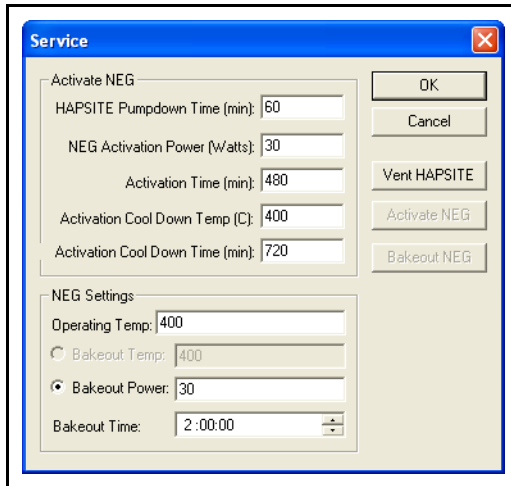 Service
Activate NEG
HAPSITE Pumpdown Time (min): 60
NEG Activation Power (Watts): 30
Activation Time (min): 480
Activation Cool Down Temp (C): 400
Activation Cool Down Time (min): 720
OK
Cancel
Vent HAPSITE
Activate NEG
Bakeout NEG
NEG Settings
Operating Temp: 400
Bakeout Temp: 400
Bakeout Power: 30
Bakeout Time: 2 :00:00